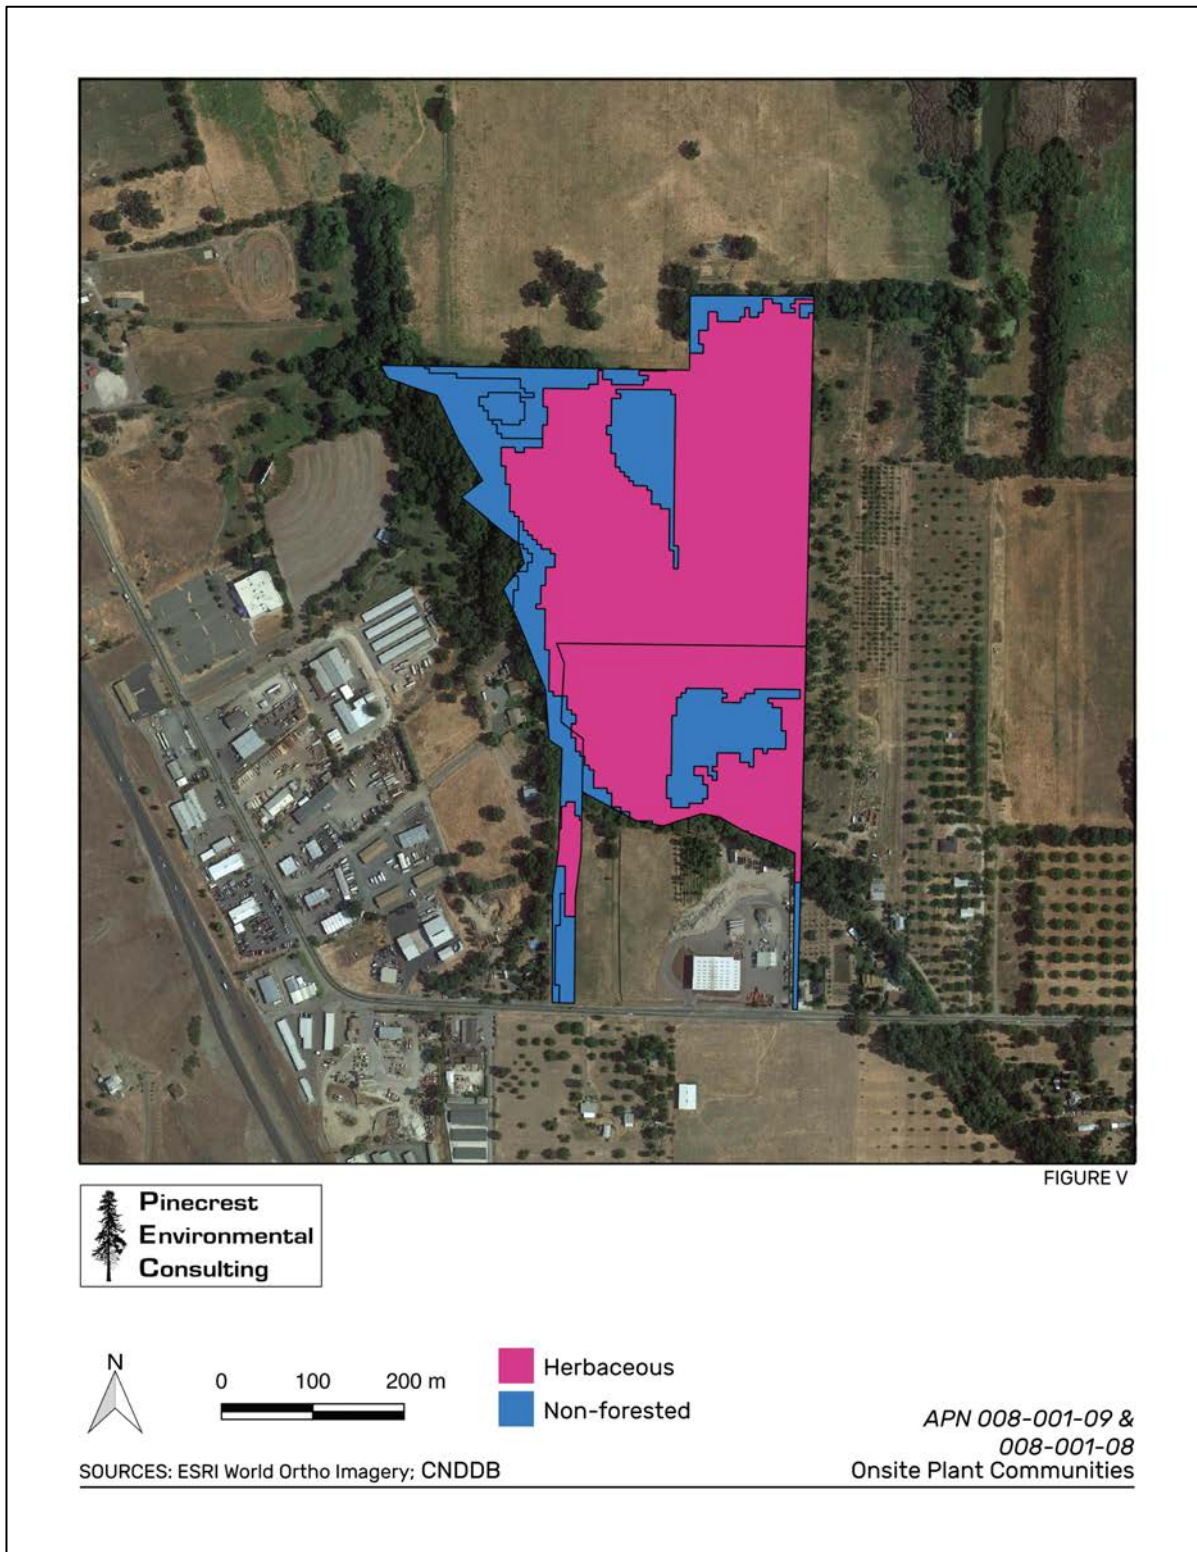 FIGURE V
Pinecrest
Environmental
Consulting
N
0 100 200 m
Herbaceous
Non-forested
APN 008-001-09 &
008-001-08
Onsite Plant Communities
SOURCES: ESRI World Ortho Imagery; CNDDB